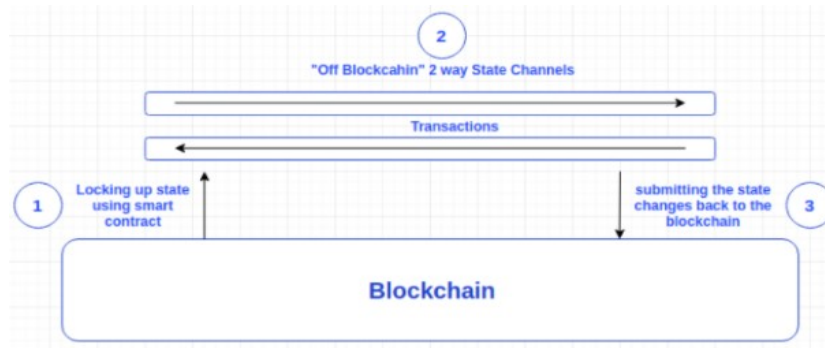 2
"Off Blockcahin" 2 way State Channels
Transactions
1
Locking up state
using smart
contract
submitting the state
changes back to the
blockchain
3
Blockchain